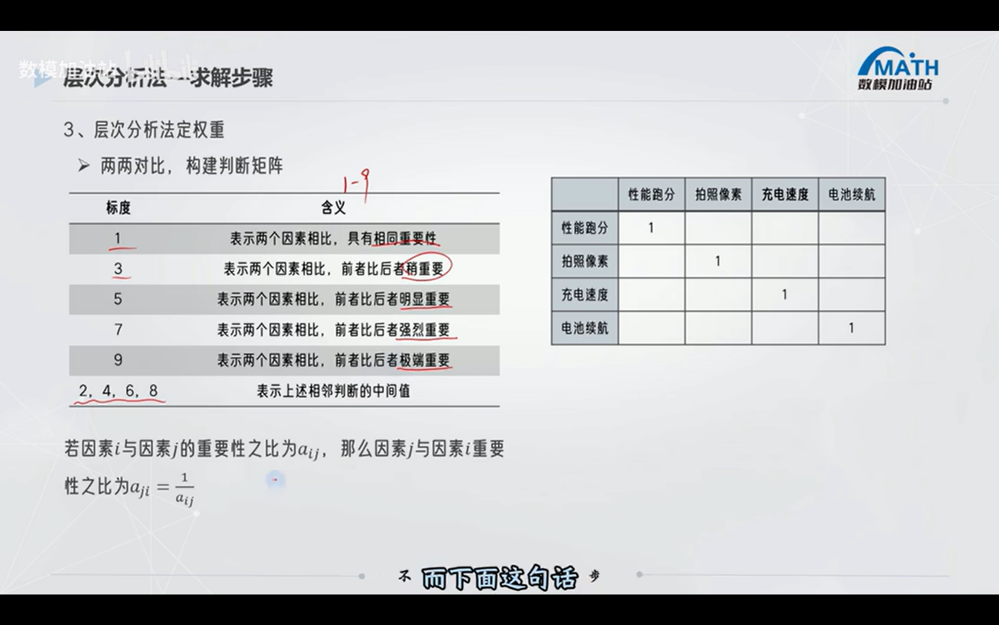 数模加油站
层次分析法—求解步骤
MATH
数模加油站
3、层次分析法定权重
➢ 两两对比，构建判断矩阵
1-9
标度 含义
1 表示两个因素相比，具有相同重要性
3 表示两个因素相比，前者比后者稍重要
5 表示两个因素相比，前者比后者明显重要
7 表示两个因素相比，前者比后者强烈重要
9 表示两个因素相比，前者比后者极端重要
2，4，6，8 表示上述相邻判断的中间值
性能跑分 拍照像素 充电速度 电池续航
性能跑分 1
拍照像素 1
充电速度 1
电池续航 1
若因素i与因素j的重要性之比为aij，那么因素j与因素i重要
性之比为aji = 1/aij
不 而下面这句话 步